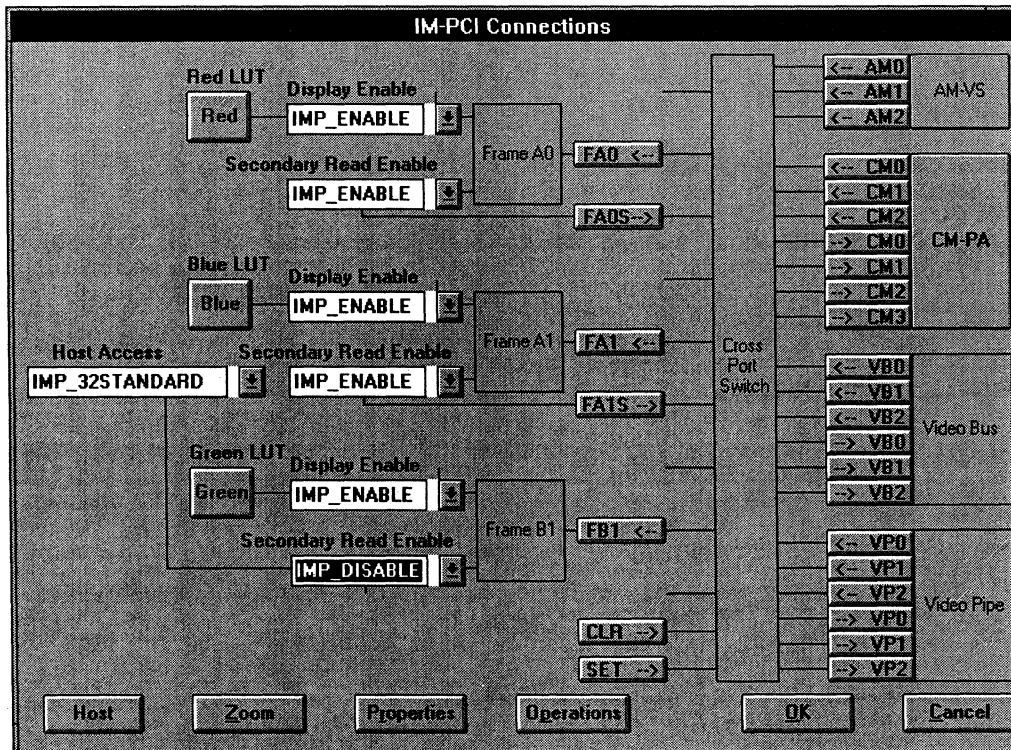 IM-PCI Connections
Red LUT
Red
Display Enable
IMP_ENABLE
Secondary Read Enable
IMP_ENABLE
Frame A0
FA0 <--
FA0S-->
Blue LUT
Blue
Display Enable
IMP_ENABLE
Host Access
IMP_32STANDARD
Secondary Read Enable
IMP_ENABLE
Frame A1
FA1 <--
FA1S -->
Green LUT
Green
Display Enable
IMP_ENABLE
Secondary Read Enable
IMP_DISABLE
Frame B1
FB1 <--
CLR -->
SET -->
Cross
Port
Switch
<-- AM0
<-- AM1
<-- AM2
AM-VS
<-- CM0
<-- CM1
<-- CM2
--> CM0
--> CM1
--> CM2
--> CM3
CM-PA
<-- VB0
<-- VB1
<-- VB2
--> VB0
--> VB1
--> VB2
Video Bus
<-- VP0
<-- VP1
<-- VP2
--> VP0
--> VP1
--> VP2
Video Pipe
Host
Zoom
Properties
Operations
OK
Cancel